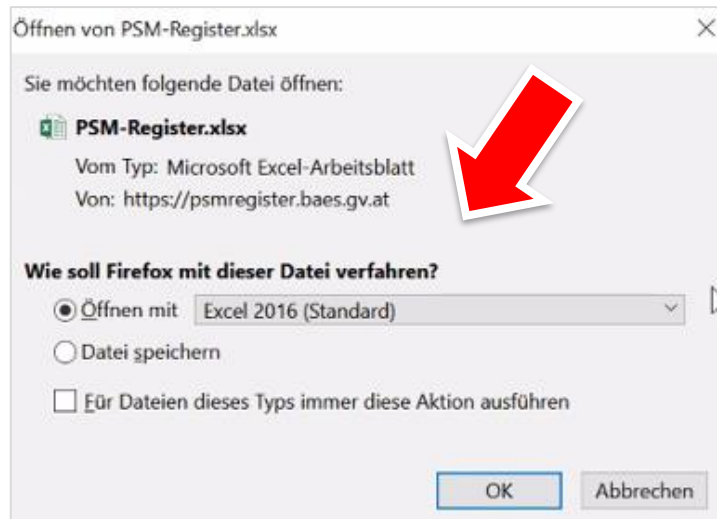 Öffnen von PSM-Register.xlsx
Sie möchten folgende Datei öffnen:
PSM-Register.xlsx
Vom Typ: Microsoft Excel-Arbeitsblatt
Von: https://psmregister.baes.gv.at
Wie soll Firefox mit dieser Datei verfahren?
Öffnen mit Excel 2016 (Standard)
Datei speichern
Für Dateien dieses Typs immer diese Aktion ausführen
OK Abbrechen